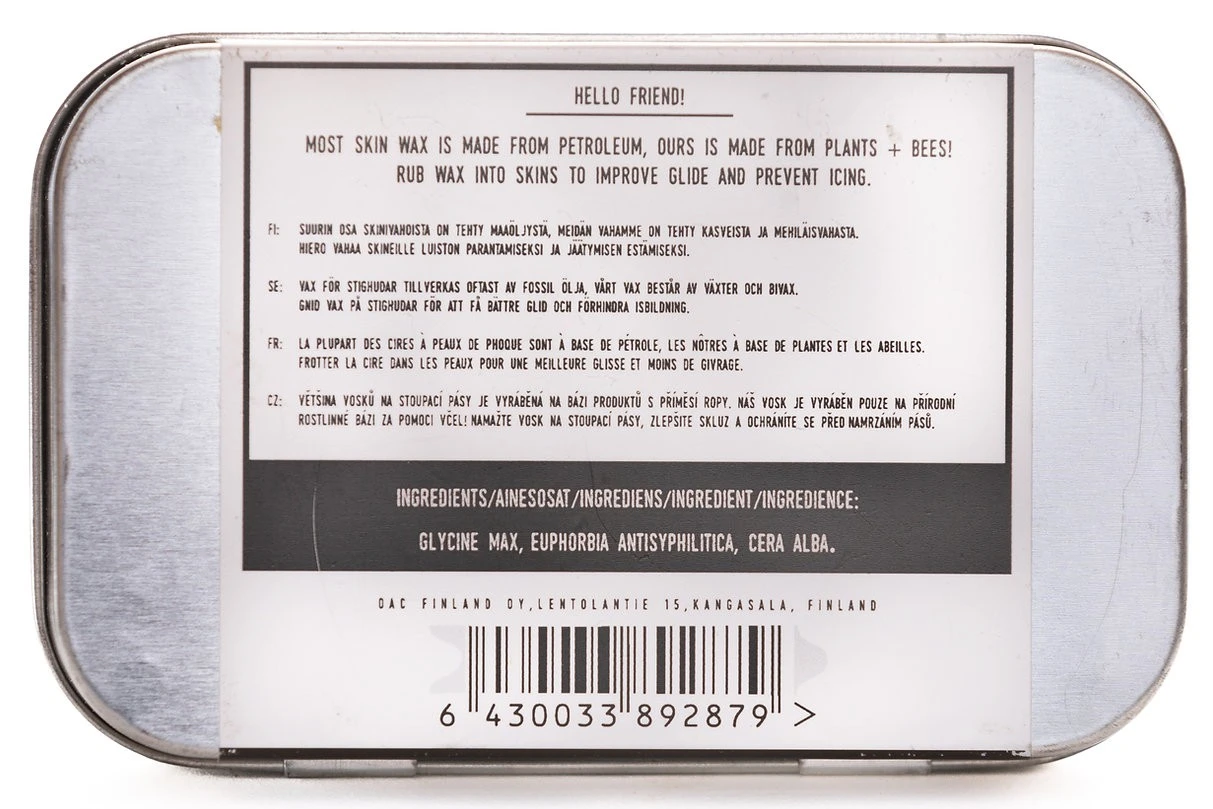 HELLO FRIEND!
MOST SKIN WAX IS MADE FROM PETROLEUM, OURS IS MADE FROM PLANTS + BEES!
RUB WAX INTO SKINS TO IMPROVE GLIDE AND PREVENT ICING.
FI: SUURIN OSA SKINIVAHOISTA ON TEHTY MAAÖLJYSTÄ, MEIDÄN VAHAMME ON TEHTY KASVEISTA JA MEHILÄISVAHASTA.
HIERO VAHAA SKINEILLE LUISTON PARANTAMISEKSI JA JÄÄTYMISEN ESTÄMISEKSI.
SE: VAX FÖR STIGHUDAR TILLVERKAS OFTAST AV FOSSIL ÖLJA, VÅRT VAX BESTÅR AV VÄXTER OCH BIVAX.
GNID VAX PÅ STIGHUDAR FÖR ATT FÅ BÄTTRE GLID OCH FÖRHINDRA ISBILDNING.
FR: LA PLUPART DES CIRES À PEAUX DE PHOQUE SONT À BASE DE PÉTROLE, LES NÔTRES À BASE DE PLANTES ET LES ABEILLES.
FROTTER LA CIRE DANS LES PEAUX POUR UNE MEILLEURE GLISSE ET MOINS DE GIVRAGE.
CZ: VĚTŠINA VOSKŮ NA STOUPACÍ PÁSY JE VYRÁBĚNÁ NA BÁZI PRODUKTŮ S PŘÍMĚSÍ ROPY. NÁŠ VOSK JE VYRÁBĚN POUZE NA PŘÍRODNÍ
ROSTLINNÉ BÁZI ZA POMOCI VČEL! NAMAŽTE VOSK NA STOUPACÍ PÁSY, ZLEPŠÍTE SKLUZ A OCHRÁNÍTE SE PŘED NAMRZÁNÍM PÁSŮ.
INGREDIENTS/AINESOSAT/INGREDIENS/INGREDIENT/INGREDIENCE:
GLYCINE MAX, EUPHORBIA ANTISYPHILITICA, CERA ALBA.
OAC FINLAND OY,LENTOLANTIE 15,KANGASALA, FINLAND
6 430033 892879 >